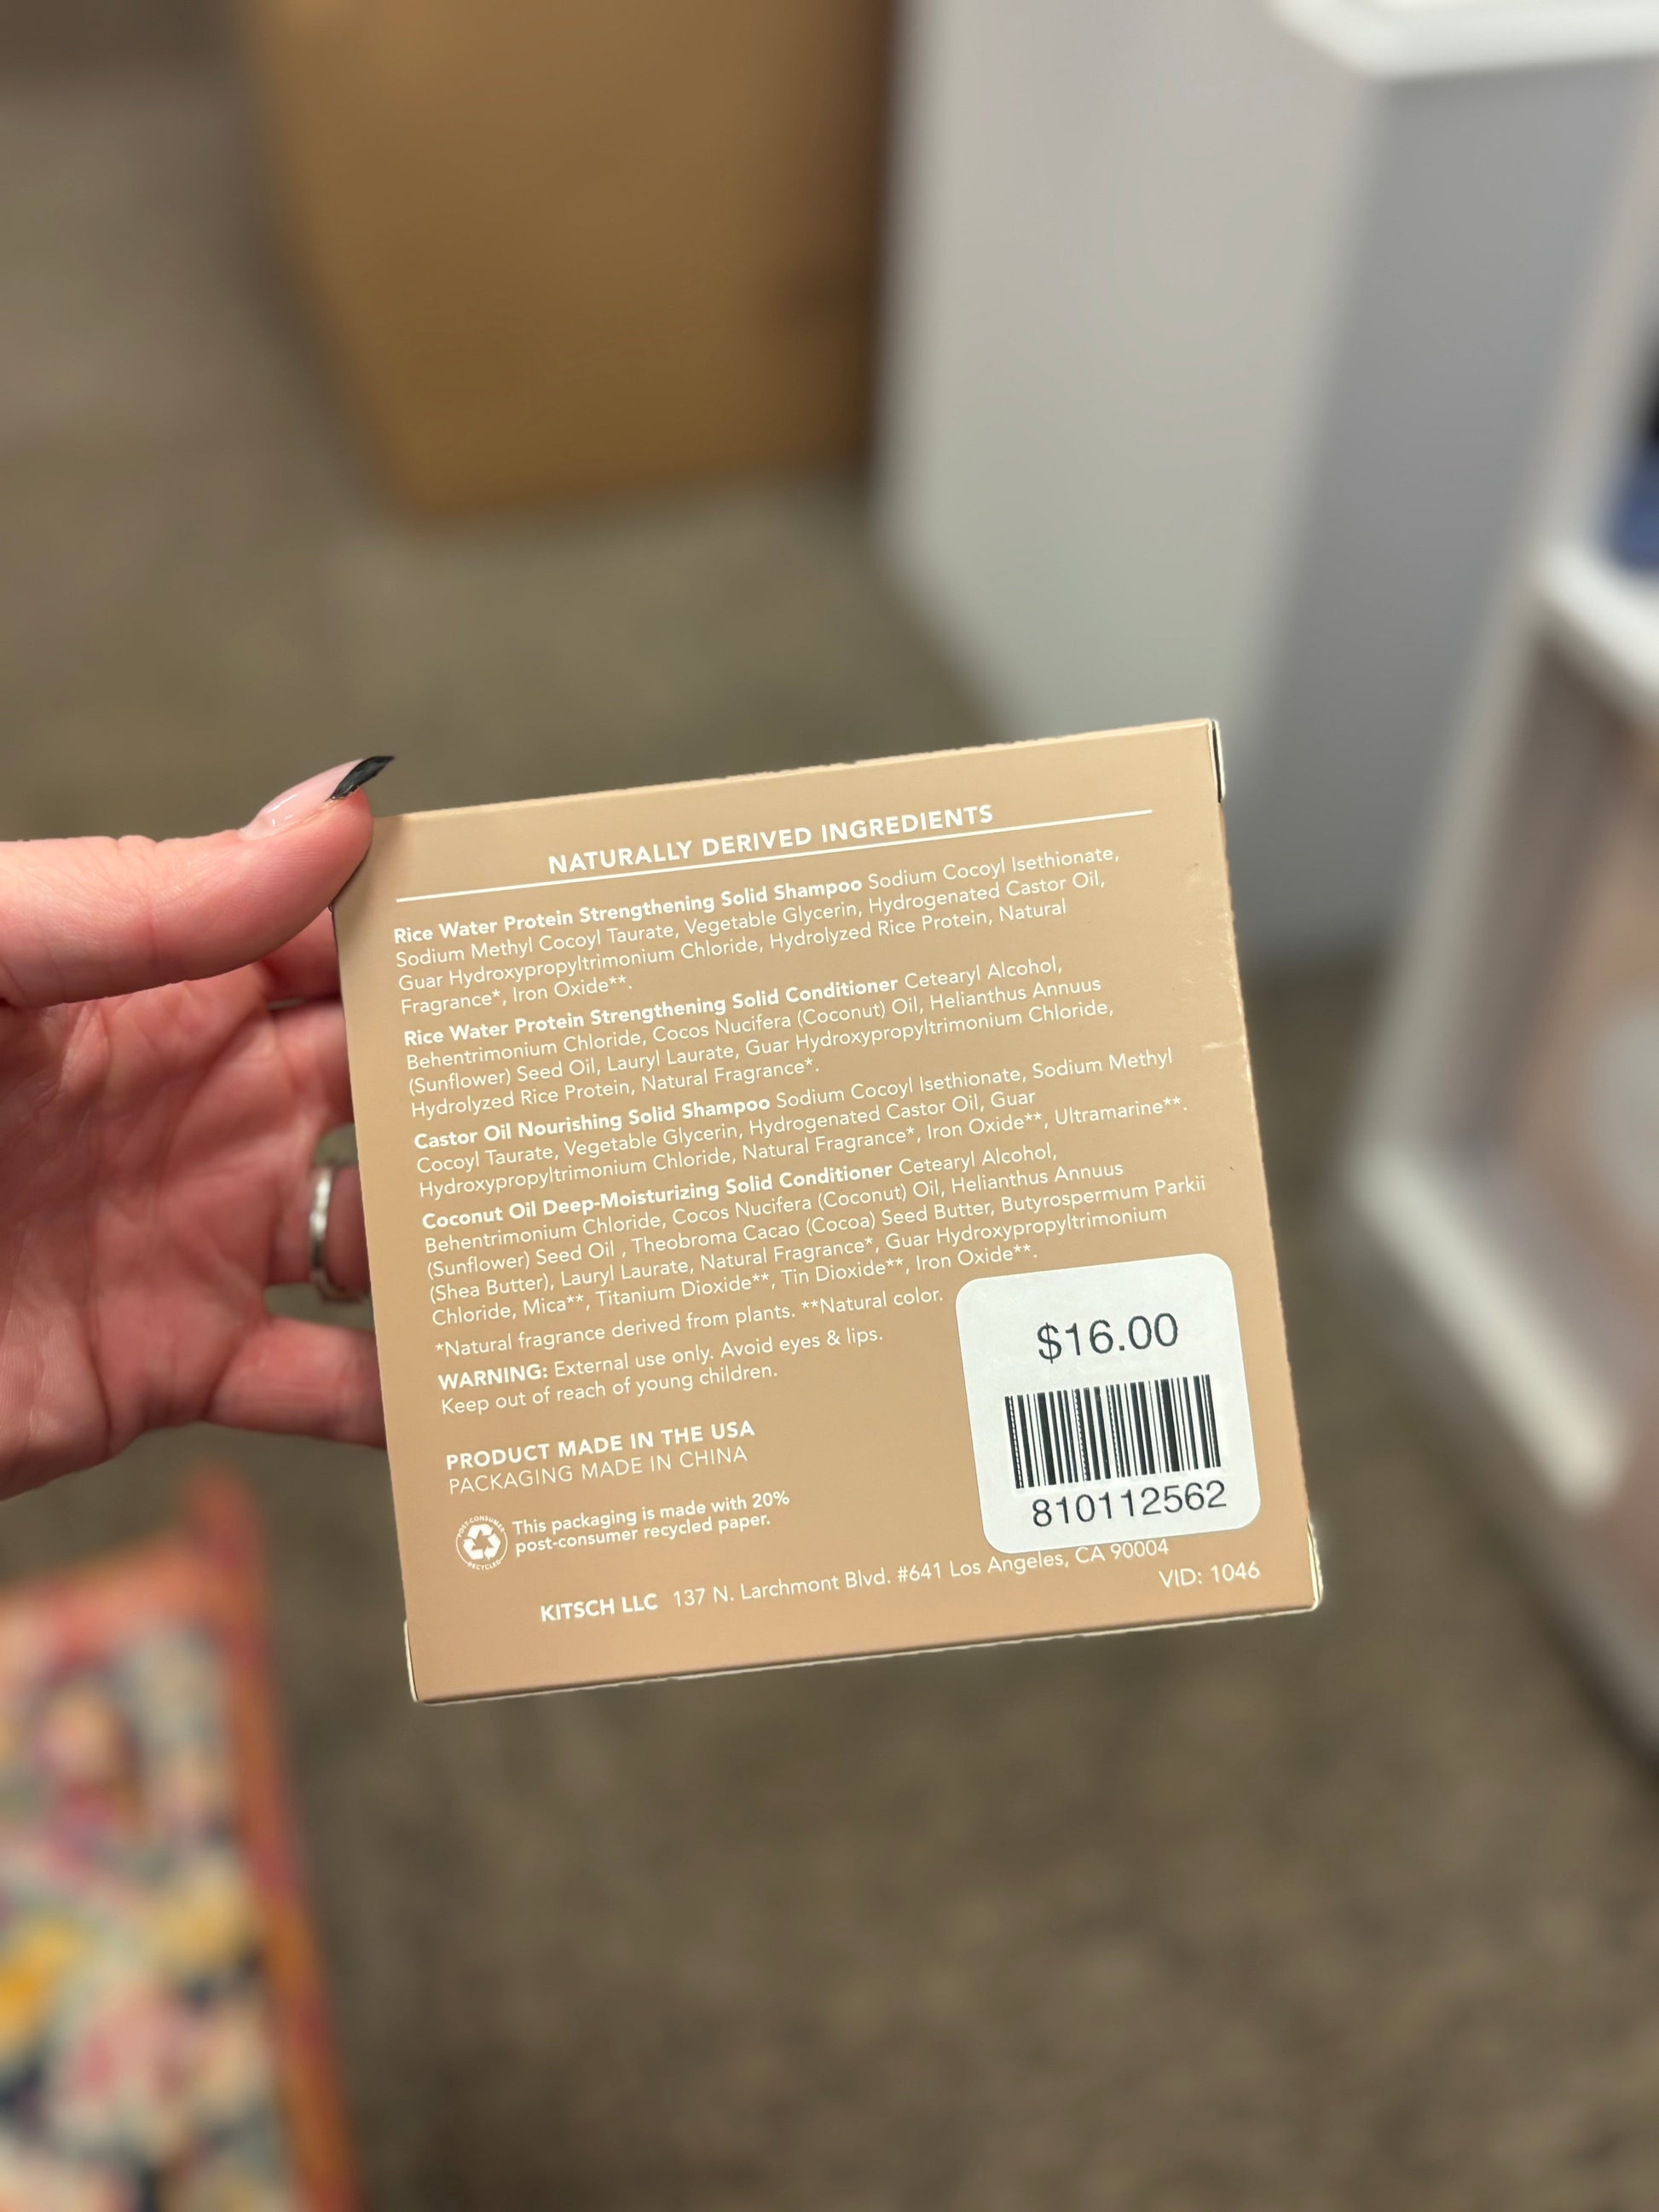 NATURALLY DERIVED INGREDIENTS
Rice Water Protein Strengthening Solid Shampoo Sodium Cocoyl Isethionate,
Sodium Methyl Cocoyl Taurate, Vegetable Glycerin, Hydrogenated Castor Oil,
Guar Hydroxypropyltrimonium Chloride, Hydrolyzed Rice Protein, Natural
Fragrance*, Iron Oxide**.
Rice Water Protein Strengthening Solid Conditioner Cetearyl Alcohol,
Behentrimonium Chloride, Cocos Nucifera (Coconut) Oil, Helianthus Annuus
(Sunflower) Seed Oil, Lauryl Laurate, Guar Hydroxypropyltrimonium Chloride,
Hydrolyzed Rice Protein, Natural Fragrance*.
Castor Oil Nourishing Solid Shampoo Sodium Cocoyl Isethionate, Sodium Methyl
Cocoyl Taurate, Vegetable Glycerin, Hydrogenated Castor Oil, Guar
Hydroxypropyltrimonium Chloride, Natural Fragrance*, Iron Oxide**, Ultramarine**.
Coconut Oil Deep-Moisturizing Solid Conditioner Cetearyl Alcohol,
Behentrimonium Chloride, Cocos Nucifera (Coconut) Oil, Helianthus Annuus
(Sunflower) Seed Oil , Theobroma Cacao (Cocoa) Seed Butter, Butyrospermum Parkii
(Shea Butter), Lauryl Laurate, Natural Fragrance*, Guar Hydroxypropyltrimonium
Chloride, Mica**, Titanium Dioxide**, Tin Dioxide**, Iron Oxide**.
*Natural fragrance derived from plants. **Natural color.
WARNING: External use only. Avoid eyes & lips.
Keep out of reach of young children.
$16.00
810112562
PRODUCT MADE IN THE USA
PACKAGING MADE IN CHINA
POST-CONSUMER
RECYCLED
This packaging is made with 20%
post-consumer recycled paper.
KITSCH LLC 137 N. Larchmont Blvd. #641 Los Angeles, CA 90004
VID: 1046